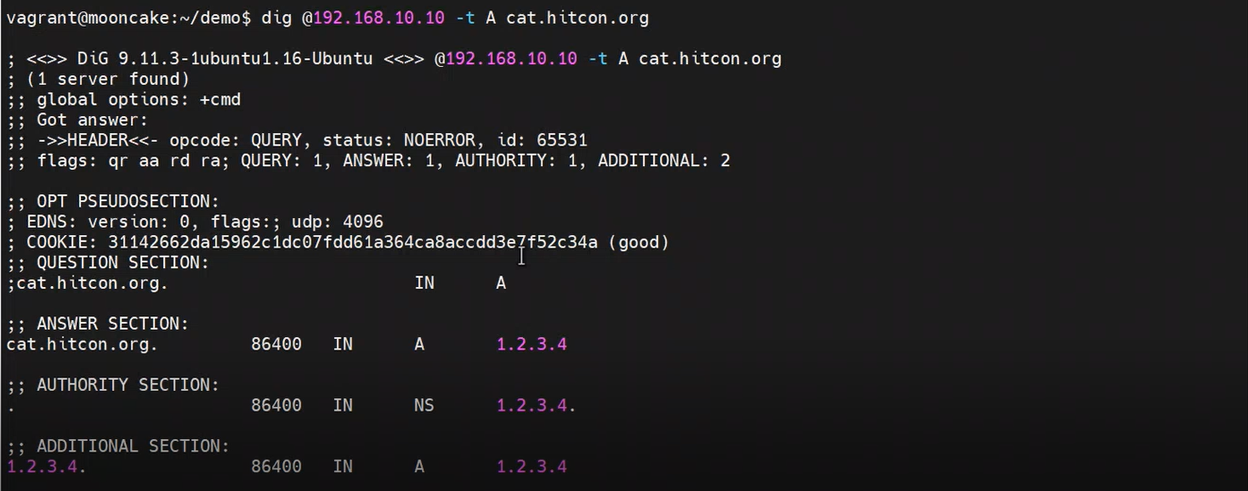 vagrant@mooncake:~/demo$ dig @192.168.10.10 -t A cat.hitcon.org
; <<>> DiG 9.11.3-1ubuntu1.16-Ubuntu <<>> @192.168.10.10 -t A cat.hitcon.org
; (1 server found)
;; global options: +cmd
;; Got answer:
;; ->>HEADER<<- opcode: QUERY, status: NOERROR, id: 65531
;; flags: qr aa rd ra; QUERY: 1, ANSWER: 1, AUTHORITY: 1, ADDITIONAL: 2
;; OPT PSEUDOSECTION:
; EDNS: version: 0, flags:; udp: 4096
; COOKIE: 31142662da15962c1dc07fdd61a364ca8accdd3e7f52c34a (good)
;; QUESTION SECTION:
;cat.hitcon.org. IN A
;; ANSWER SECTION:
cat.hitcon.org. 86400 IN A 1.2.3.4
;; AUTHORITY SECTION:
. 86400 IN NS 1.2.3.4.
;; ADDITIONAL SECTION:
1.2.3.4. 86400 IN A 1.2.3.4